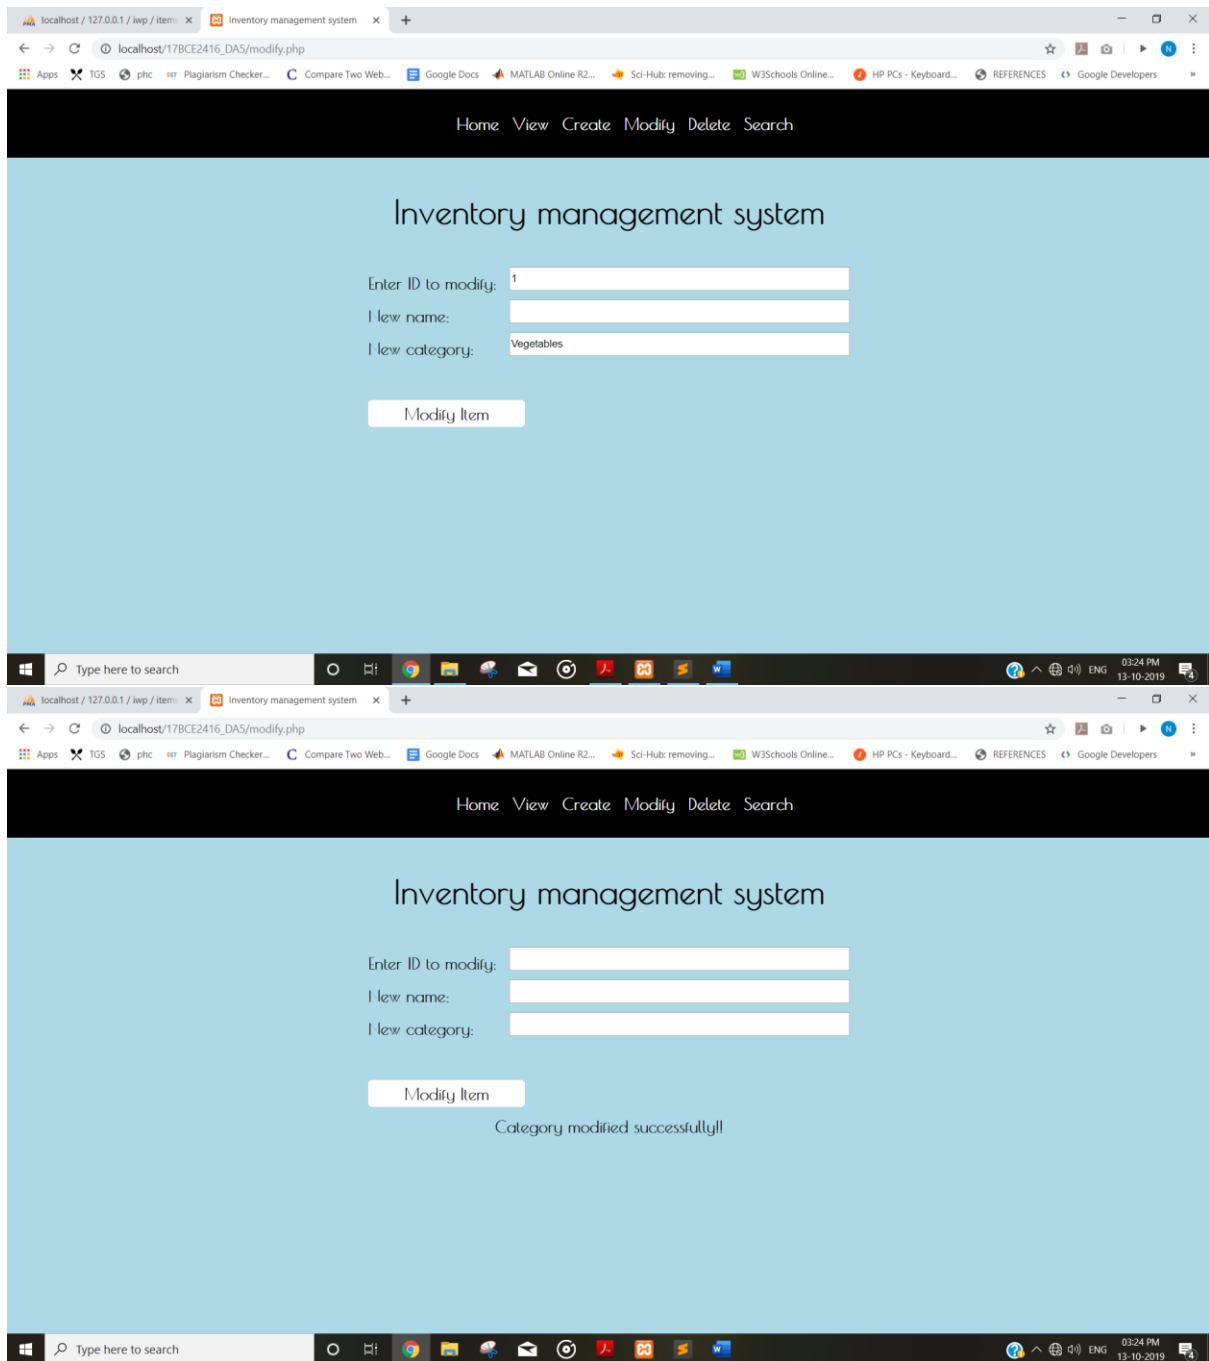 localhost / 127.0.0.1 / iwp / item
Inventory management system
localhost/17BCE2416_DA5/modify.php
N
Apps TGS phc Plagiarism Checker... Compare Two Web... Google Docs MATLAB Online R2... Sci-Hub: removing... W3Schools Online... HP PCs - Keyboard... REFERENCES Google Developers »
Home View Create Modify Delete Search
Inventory management system
Enter ID to modify: 1
New name:
New category: Vegetables
Modify Item
Type here to search
ENG 03:24 PM
13-10-2019 4
localhost / 127.0.0.1 / iwp / item
Inventory management system
localhost/17BCE2416_DA5/modify.php
N
Apps TGS phc Plagiarism Checker... Compare Two Web... Google Docs MATLAB Online R2... Sci-Hub: removing... W3Schools Online... HP PCs - Keyboard... REFERENCES Google Developers »
Home View Create Modify Delete Search
Inventory management system
Enter ID to modify:
New name:
New category:
Modify Item
Category modified successfully!!
Type here to search
ENG 03:24 PM
13-10-2019 4